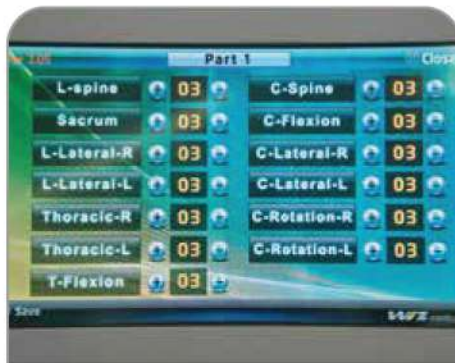 Part 1
Close
L-spine 03
C-Spine 03
Sacrum 03
C-Flexion 03
L-Lateral-R 03
C-Lateral-R 03
L-Lateral-L 03
C-Lateral-L 03
Thoracic-R 03
C-Rotation-R 03
Thoracic-L 03
C-Rotation-L 03
T-Flexion 03
Save